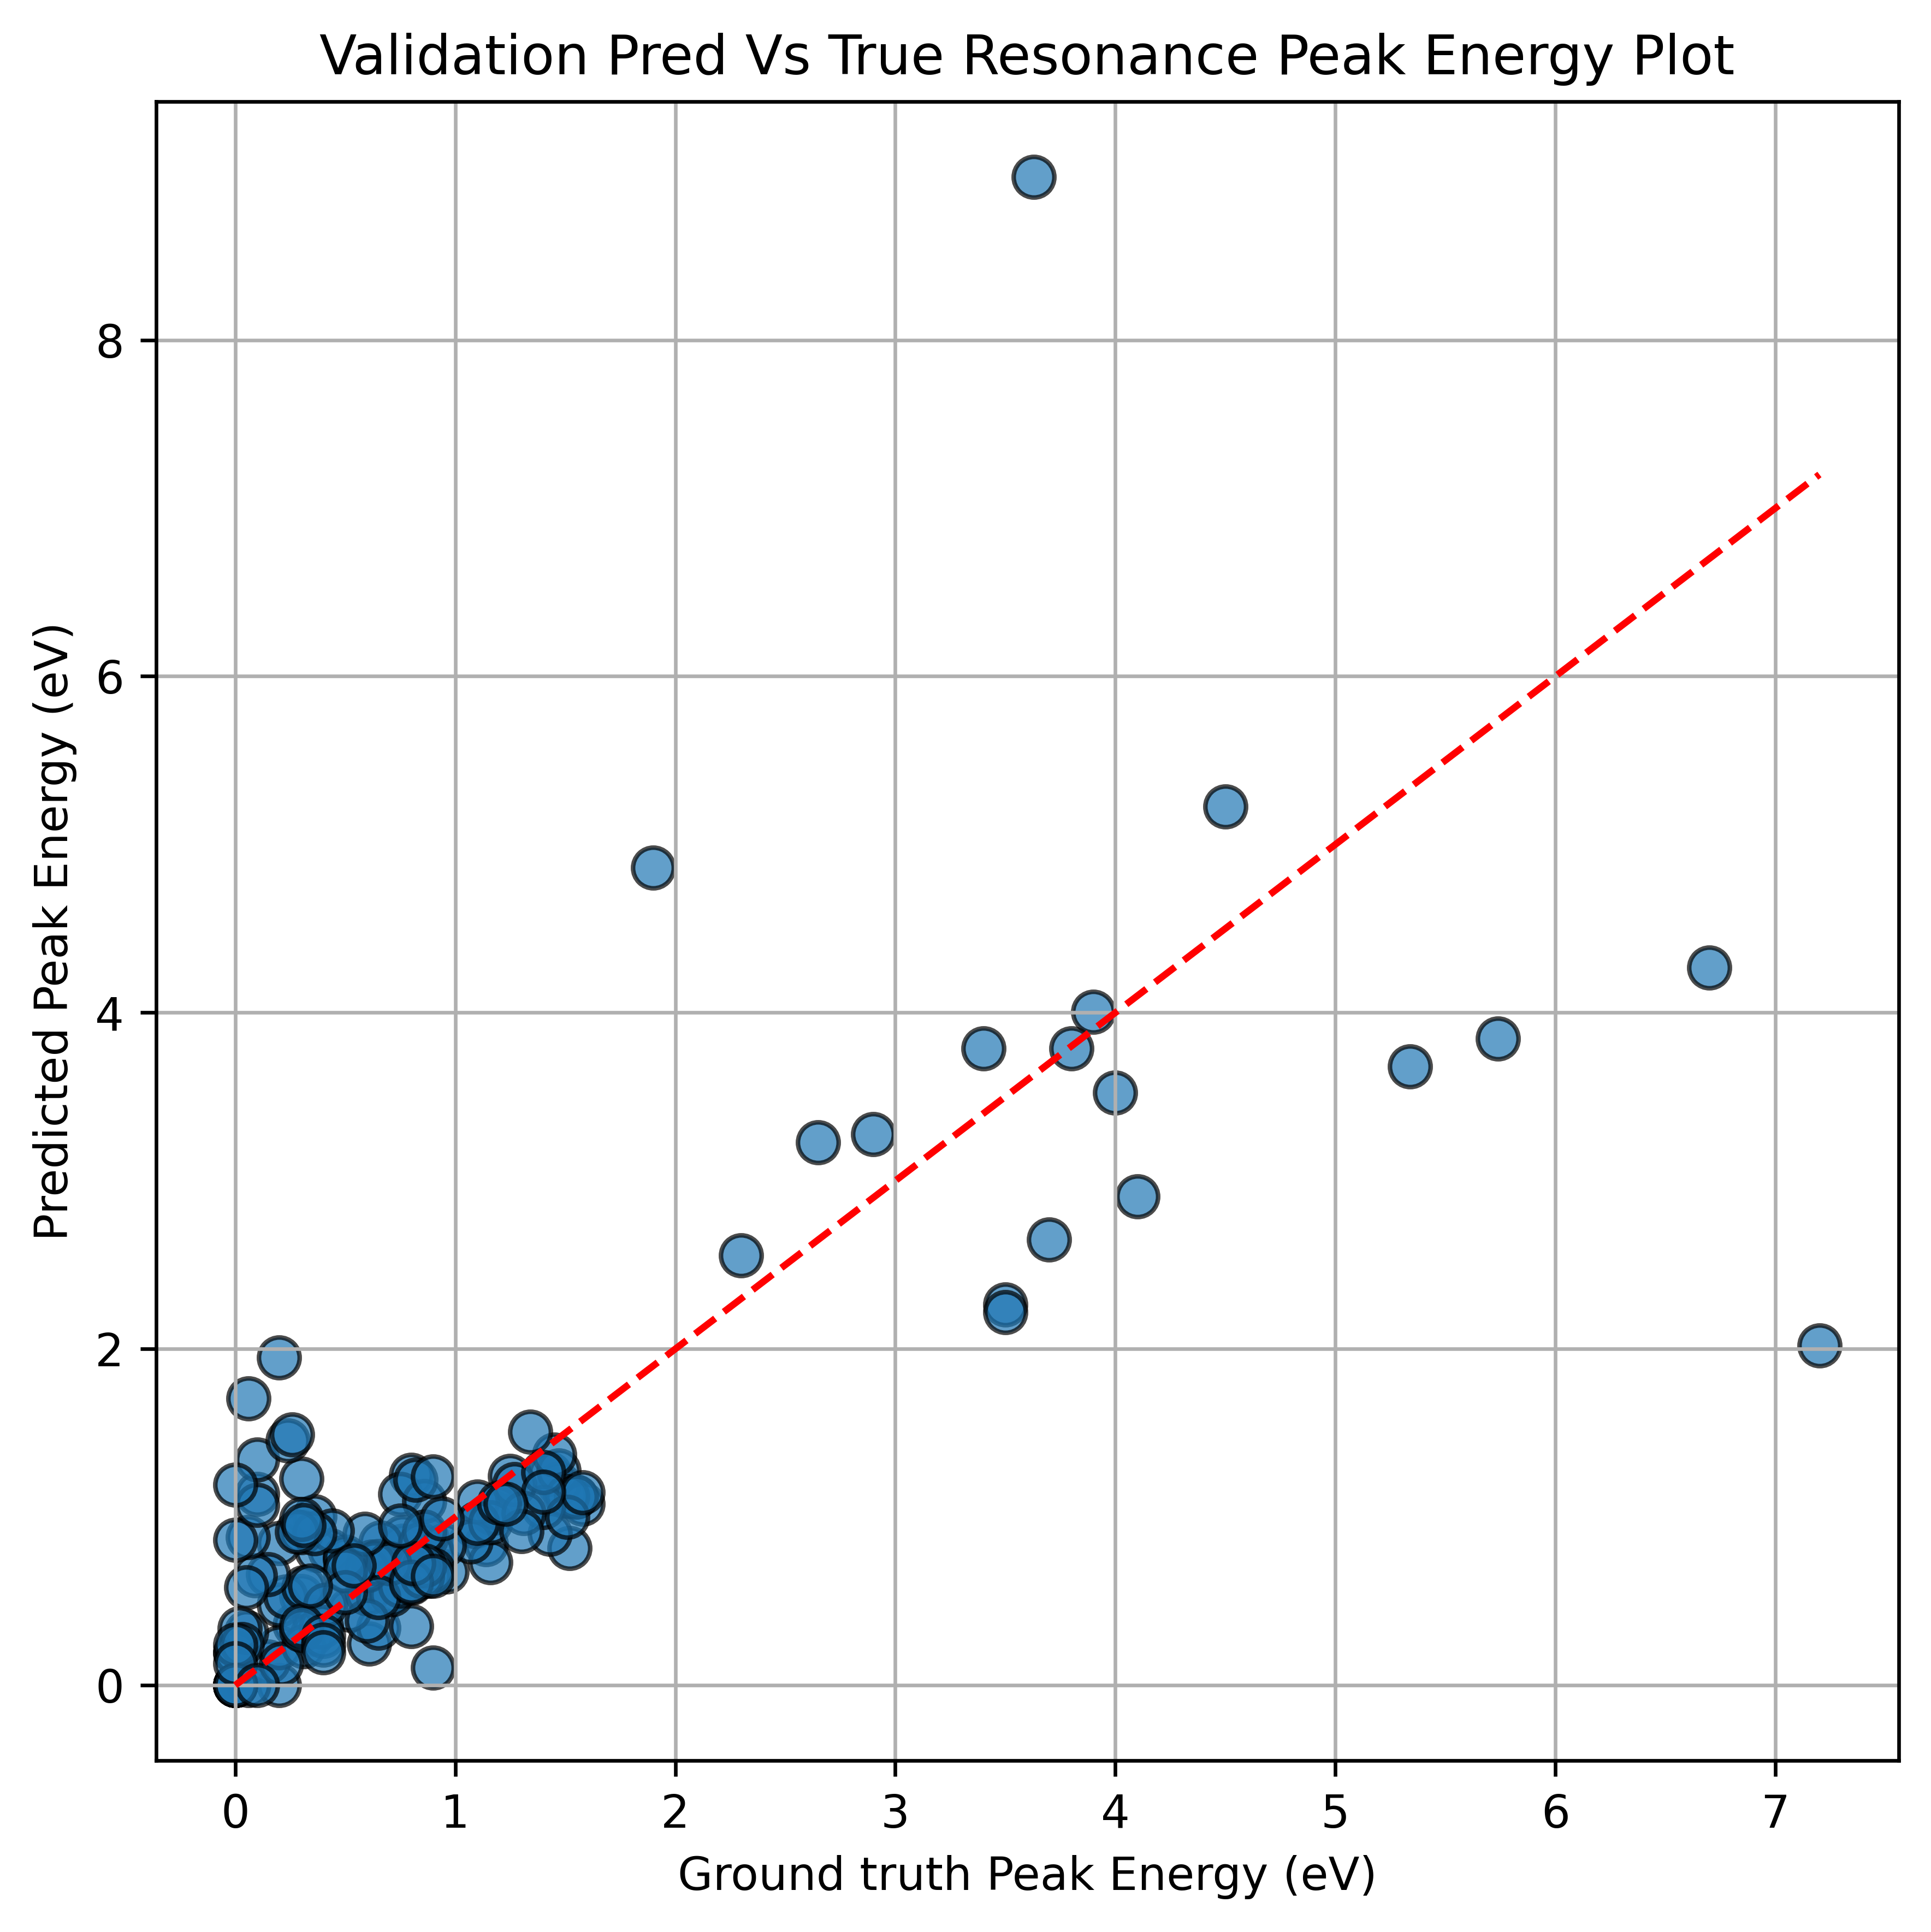 Validation Pred Vs True Resonance Peak Energy Plot
Predicted Peak Energy (eV)
8
6
4
2
0
0 1 2 3 4 5 6 7
Ground truth Peak Energy (eV)